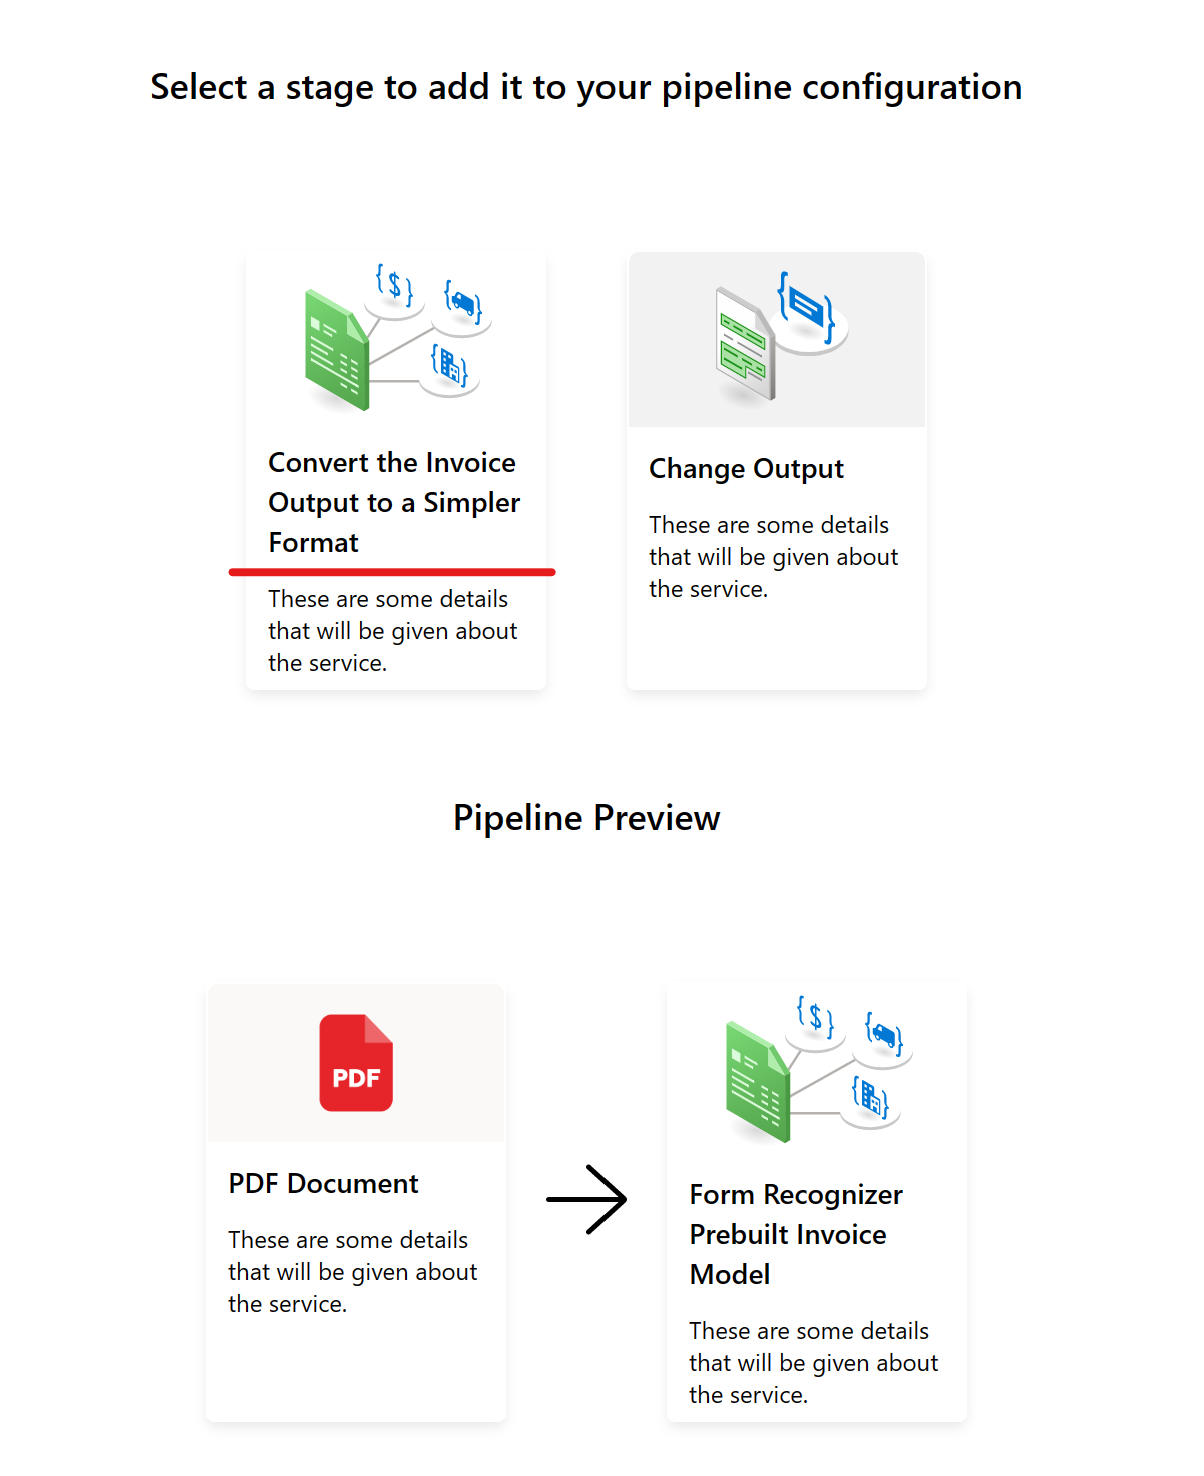 Select a stage to add it to your pipeline configuration
$
Convert the Invoice
Output to a Simpler
Format
These are some details
that will be given about
the service.
Change Output
These are some details
that will be given about
the service.
Pipeline Preview
PDF
PDF Document
These are some details
that will be given about
the service.
$
Form Recognizer
Prebuilt Invoice
Model
These are some details
that will be given about
the service.